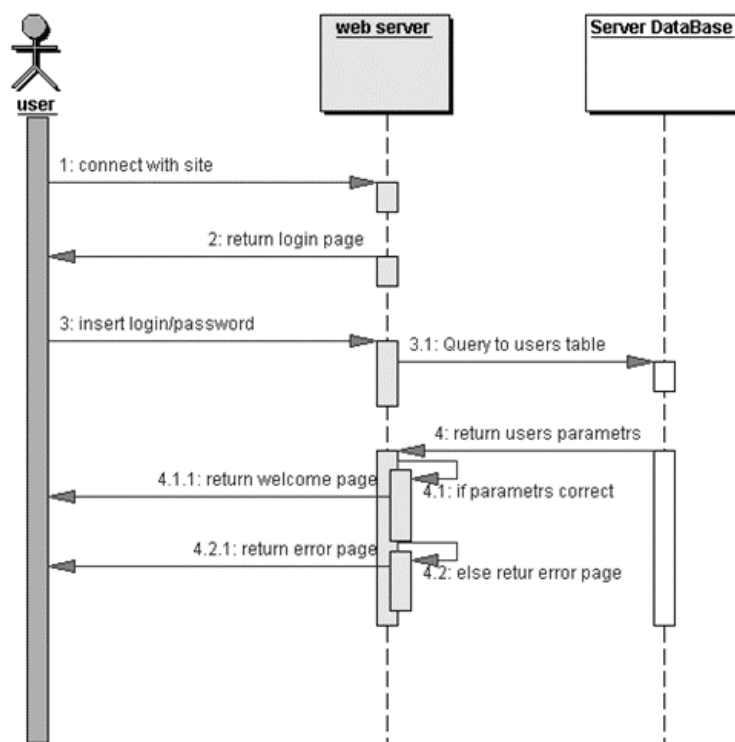 web server
Server DataBase
user
1: connect with site
2: return login page
3: insert login/password
3.1: Query to users table
4: return users parametrs
4.1.1: return welcome page
4.1: if parametrs correct
4.2.1: return error page
4.2: else retur error page